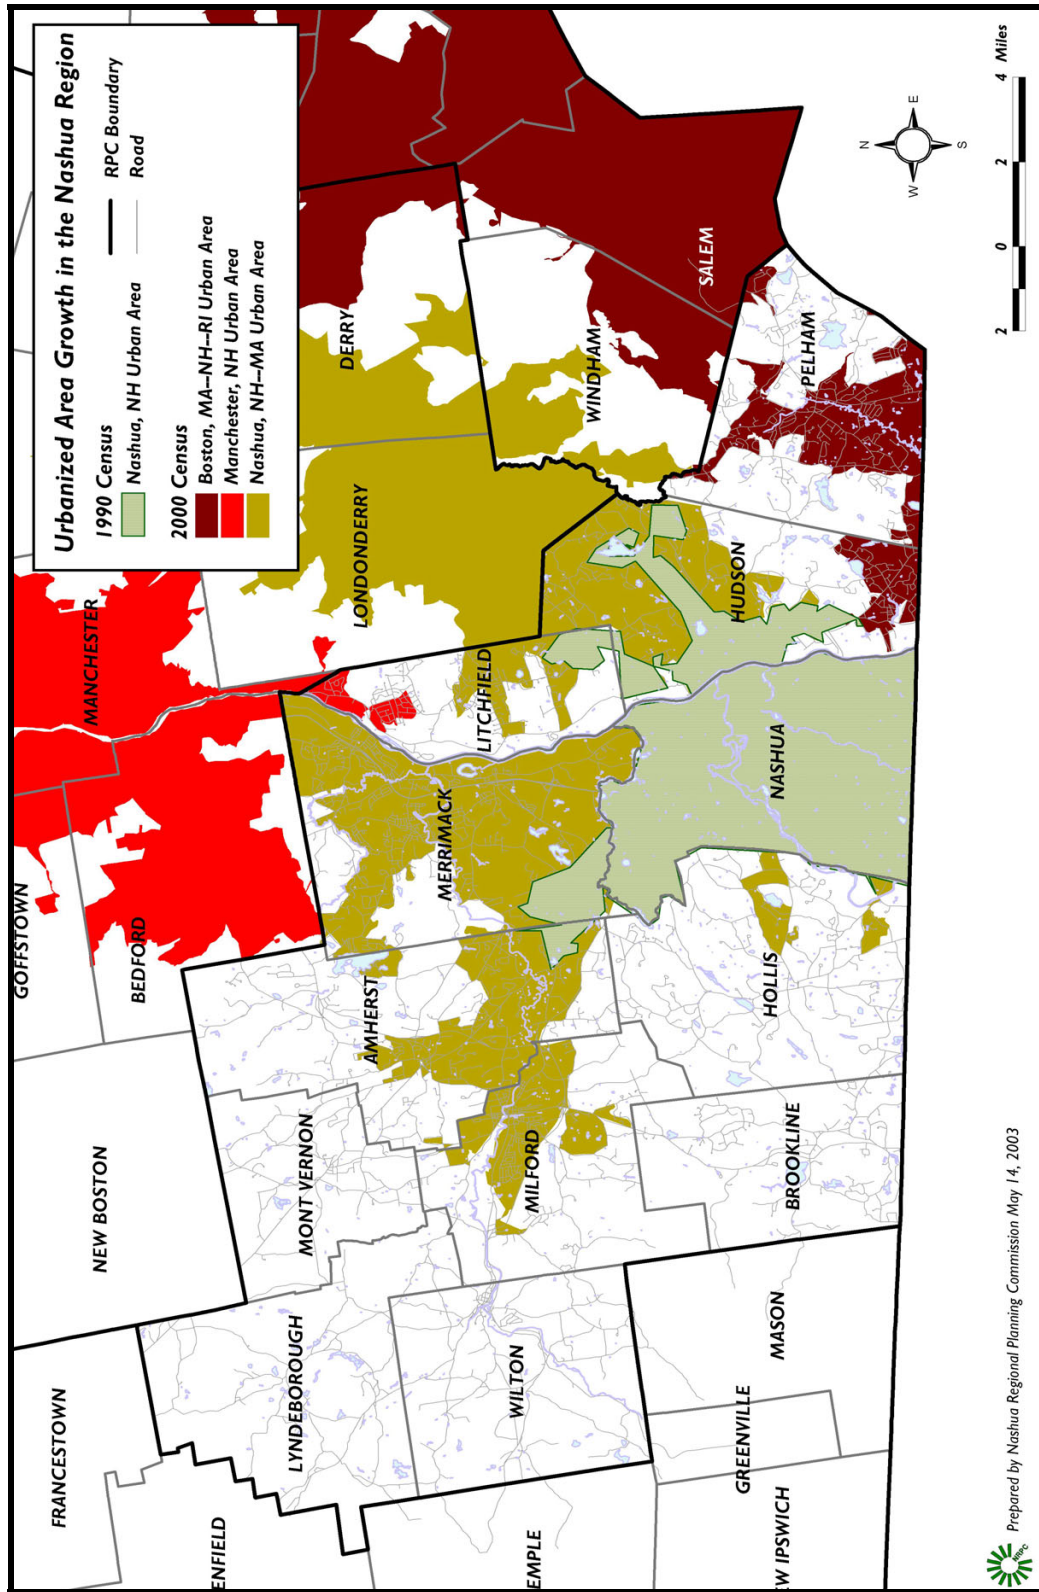 Urbanized Area Growth in the Nashua Region
1990 Census
Nashua, NH Urban Area
RPC Boundary
Road
2000 Census
Boston, MA-NH-RI Urban Area
Manchester, NH Urban Area
Nashua, NH-MA Urban Area
FRANCESTOWN
NEW BOSTON
GOFFSTOWN
MANCHESTER
BEDFORD
ENFIELD
LYNDEBOROUGH
MONT VERNON
AMHERST
MERRIMACK
LITCHFIELD
LONDONDERRY
DERRY
EMPLE
WILTON
MILFORD
WINDHAM
HUDSON
SALEM
W IPSWICH
GREENVILLE
MASON
BROOKLINE
HOLLIS
NASHUA
PELHAM
N
W
E
S
2 0 2 4 Miles
NRPC
Prepared by Nashua Regional Planning Commission May 14, 2003